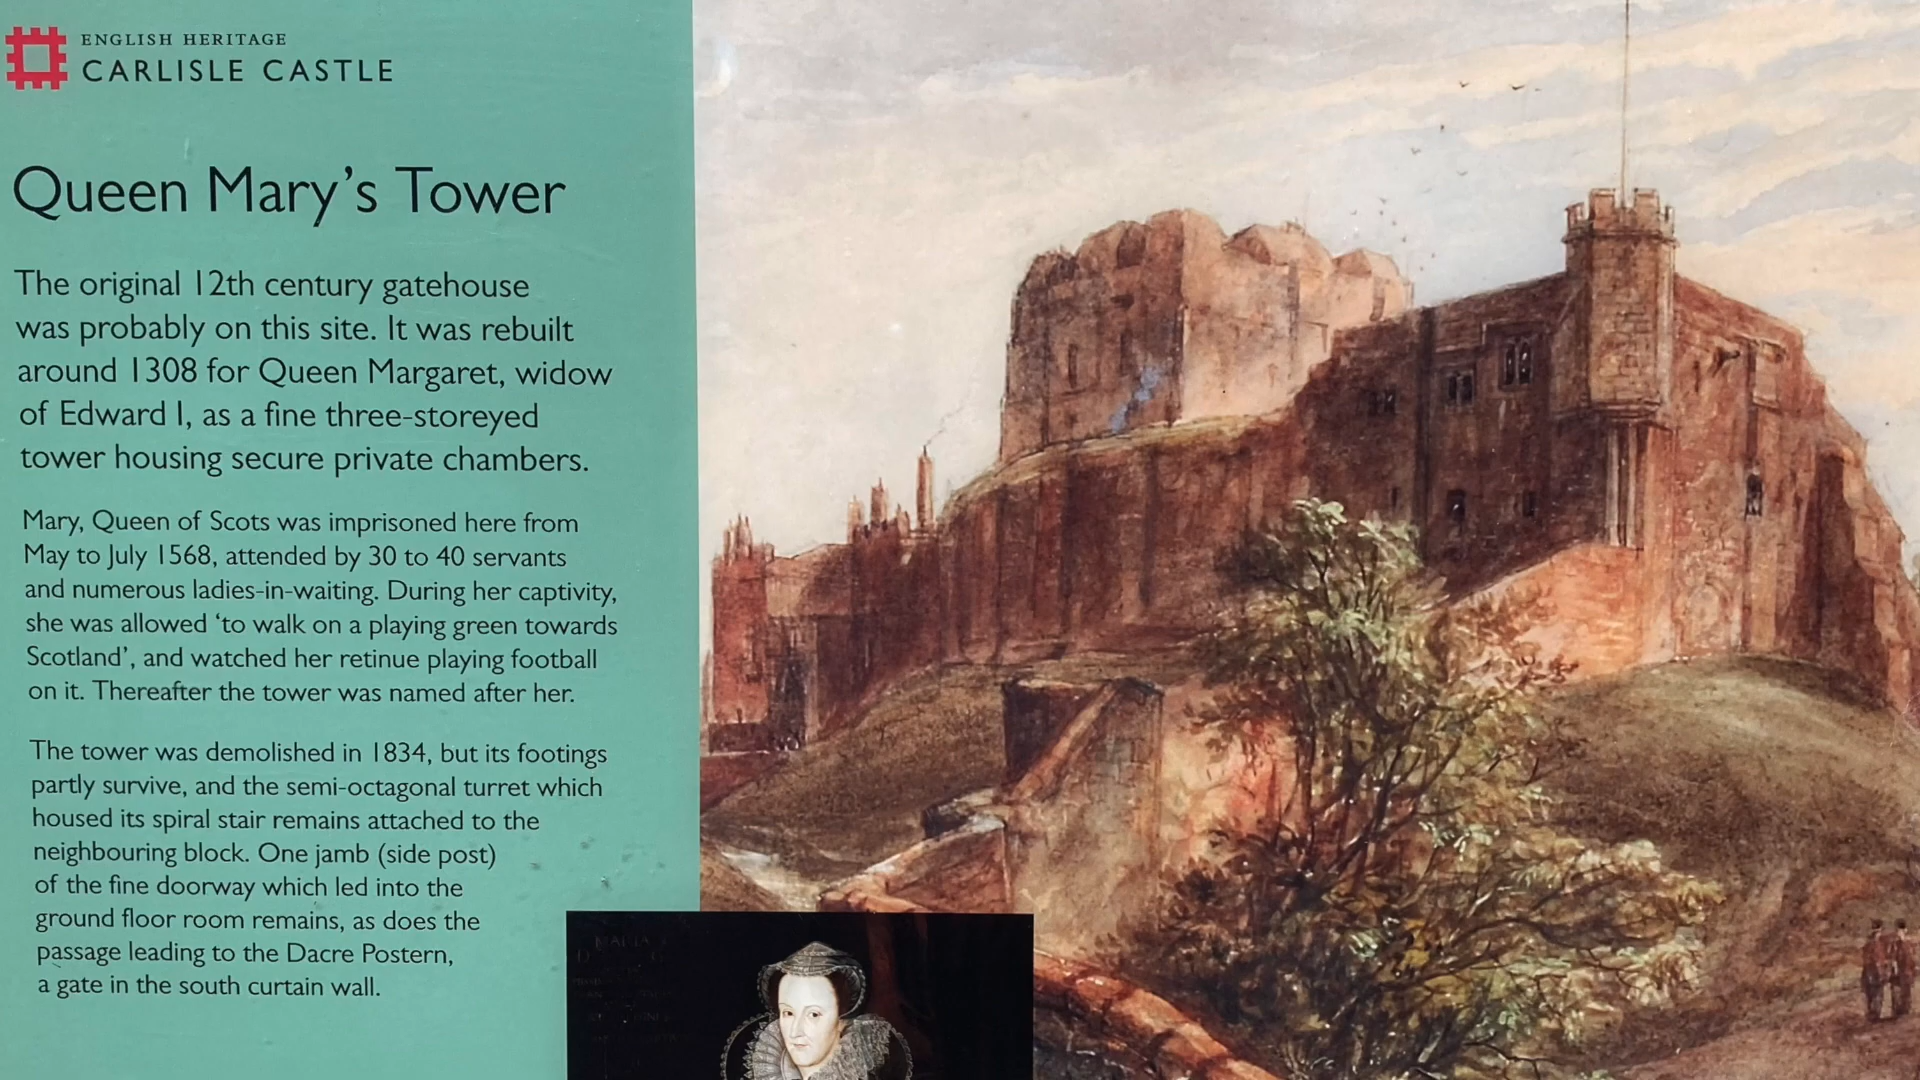 ENGLISH HERITAGE
CARLISLE CASTLE
Queen Mary's Tower
The original 12th century gatehouse
was probably on this site. It was rebuilt
around 1308 for Queen Margaret, widow
of Edward I, as a fine three-storeyed
tower housing secure private chambers.
Mary, Queen of Scots was imprisoned here from
May to July 1568, attended by 30 to 40 servants
and numerous ladies-in-waiting. During her captivity,
she was allowed 'to walk on a playing green towards
Scotland', and watched her retinue playing football
on it. Thereafter the tower was named after her.
The tower was demolished in 1834, but its footings
partly survive, and the semi-octagonal turret which
housed its spiral stair remains attached to the
neighbouring block. One jamb (side post)
of the fine doorway which led into the
ground floor room remains, as does the
passage leading to the Dacre Postern,
a gate in the south curtain wall.